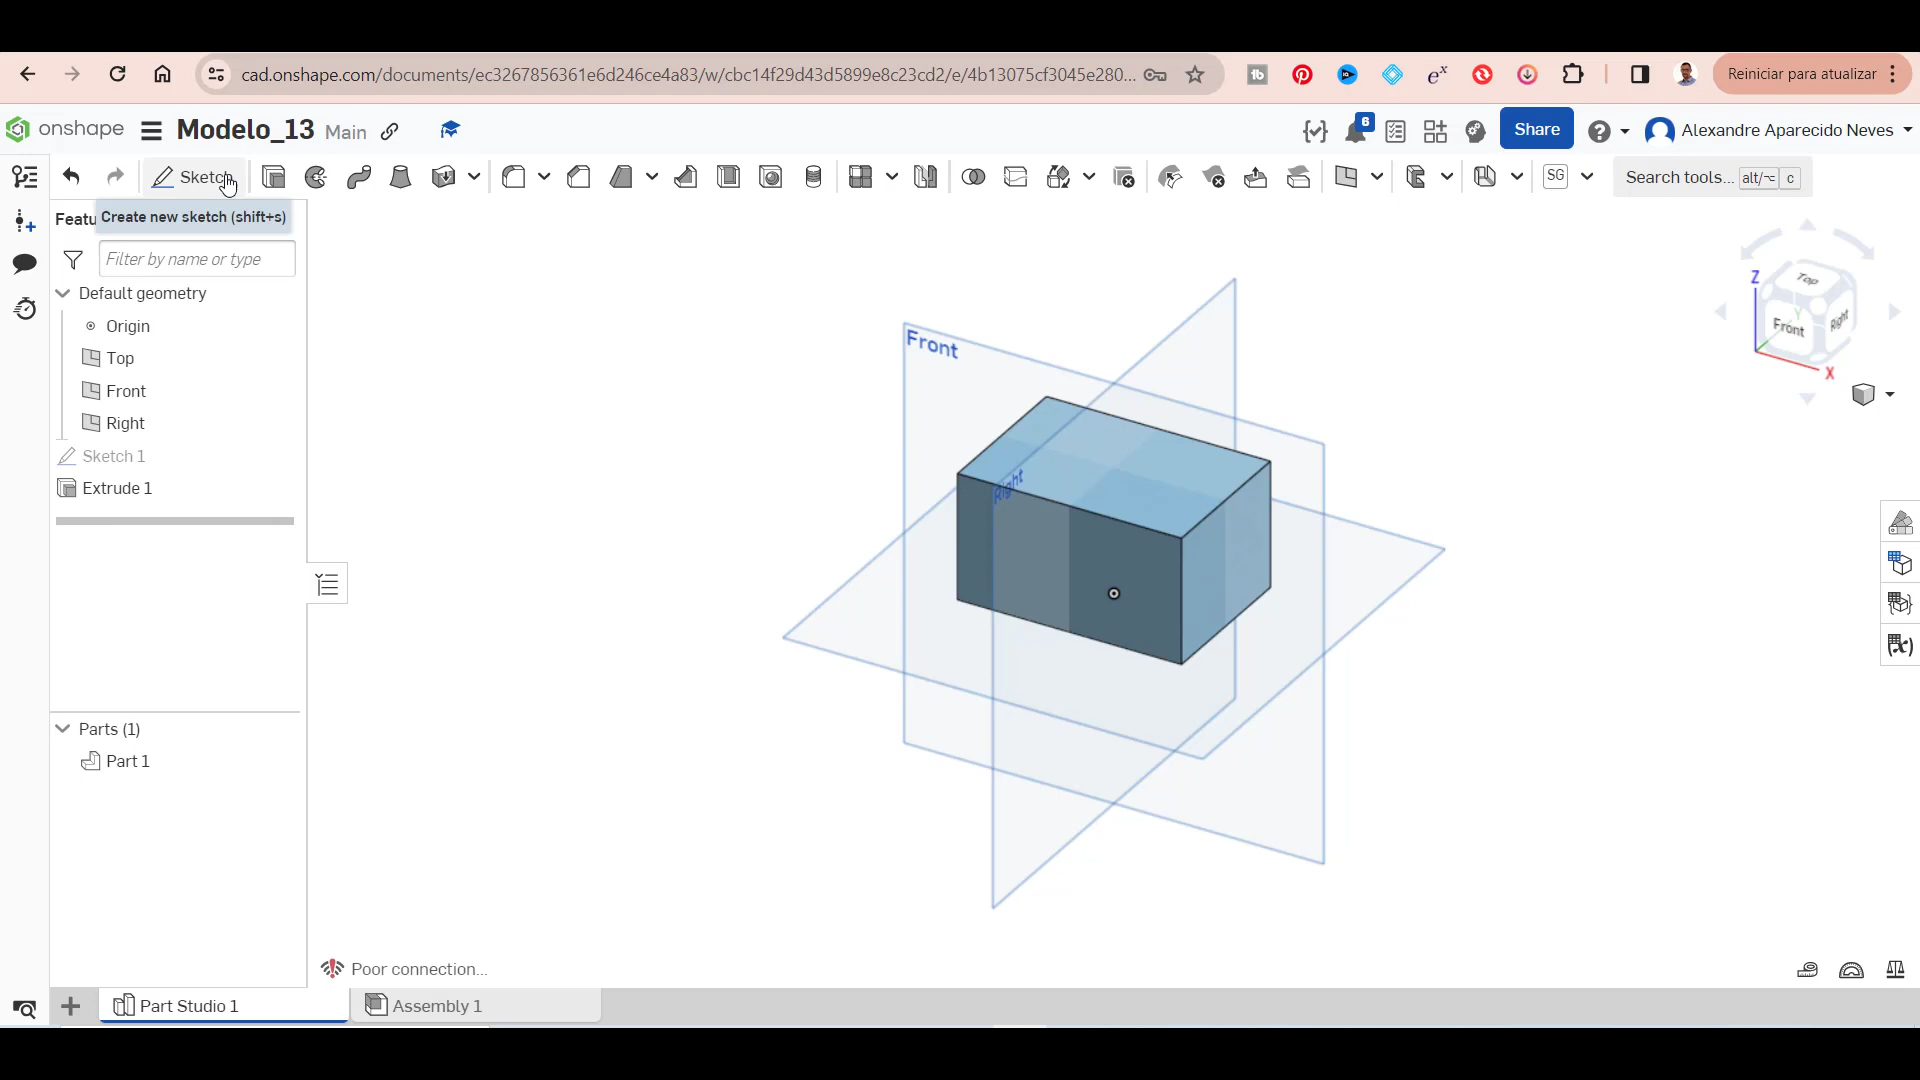 cad.onshape.com/documents/ec3267856361e6d246ce4a83/w/cbc14f29d43d5899e8c23cd2/e/4b13075cf3045e280...
Reiniciar para atualizar
onshape Modelo_13 Main
6
Share
Alexandre Aparecido Neves
Sketch
SG
Search tools... alt/⌥ c
Featu
Create new sketch (shift+s)
Filter by name or type
Default geometry
Origin
Top
Front
Right
Sketch 1
Extrude 1
Parts (1)
Part 1
Front
Right
Z
Top
Front
Right
Y
X
Poor connection...
Part Studio 1
Assembly 1